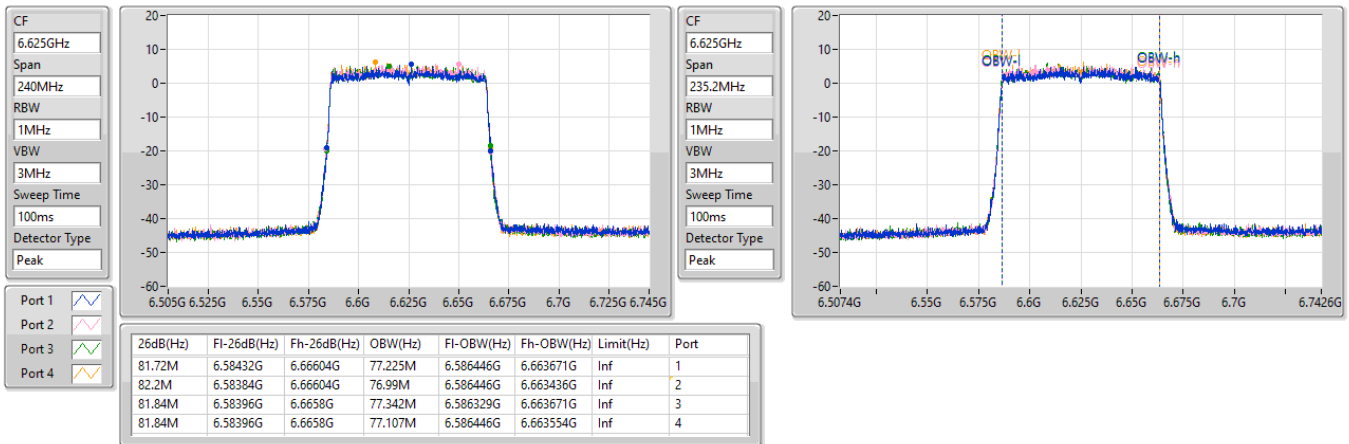 CF
6.625GHz
Span
240MHz
RBW
1MHz
VBW
3MHz
Sweep Time
100ms
Detector Type
Peak
20
10
0
-10
-20
-30
-40
-50
-60
6.505G 6.525G 6.55G 6.575G 6.6G 6.625G 6.65G 6.675G 6.7G 6.725G 6.745G
CF
6.625GHz
Span
235.2MHz
RBW
1MHz
VBW
3MHz
Sweep Time
100ms
Detector Type
Peak
20
10
0
-10
-20
-30
-40
-50
-60
OBW-l OBW-h
6.5074G 6.55G 6.575G 6.6G 6.625G 6.65G 6.675G 6.7G 6.7426G
Port 1
Port 2
Port 3
Port 4
26dB(Hz) Fl-26dB(Hz) Fh-26dB(Hz) OBW(Hz) Fl-OBW(Hz) Fh-OBW(Hz) Limit(Hz) Port
81.72M 6.58432G 6.66604G 77.225M 6.586446G 6.663671G Inf 1
82.2M 6.58384G 6.66604G 76.99M 6.586446G 6.663436G Inf 2
81.84M 6.58396G 6.6658G 77.342M 6.586329G 6.663671G Inf 3
81.84M 6.58396G 6.6658G 77.107M 6.586446G 6.663554G Inf 4